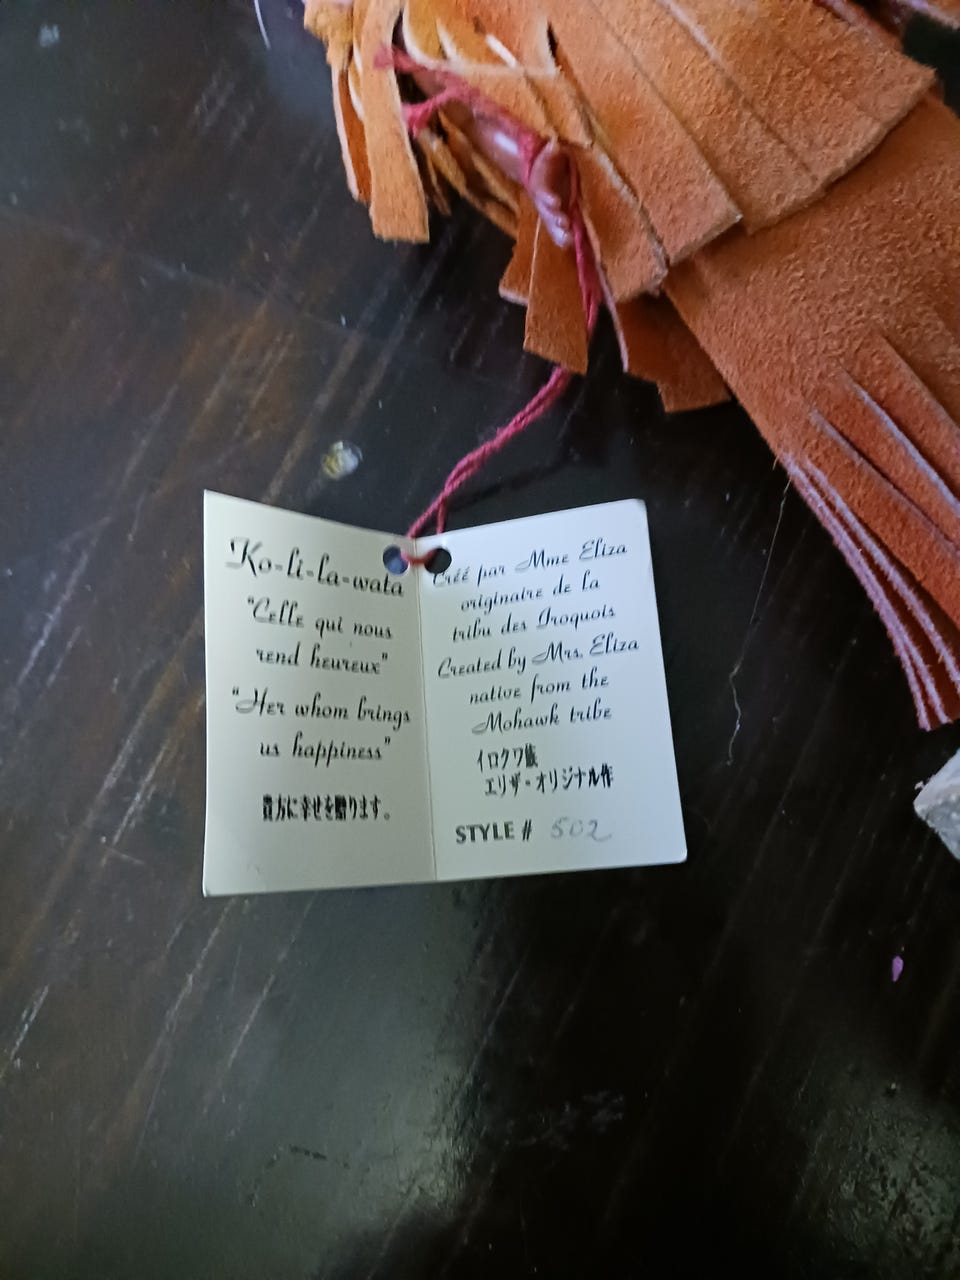 Ko-li-la-wata
"Celle qui nous
rend heureux"
"Her whom brings
us happiness"
貴方に幸せを贈ります。
Créé par Mme Eliza
originaire de la
tribu des Iroquois
Created by Mrs. Eliza
native from the
Mohawk tribe
イロクワ族
エリザ・オリジナル作
STYLE # 502